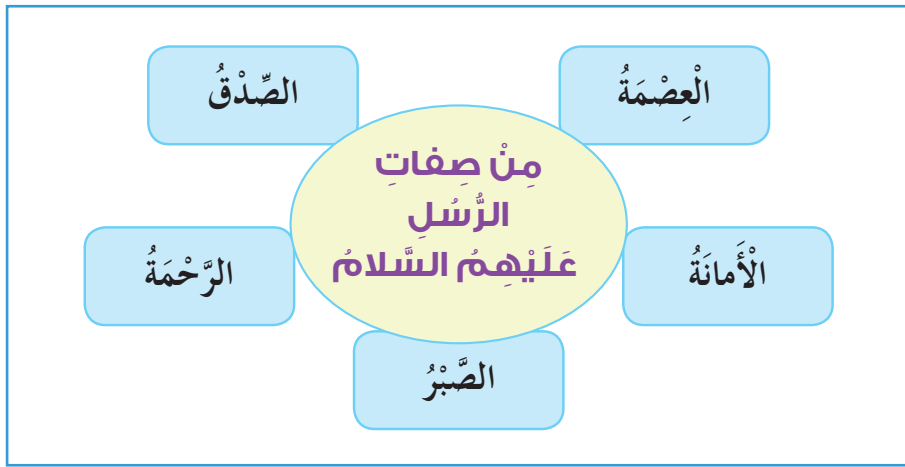 مِنْ صِفاتِ
الرُّسُلِ
عَلَيْهِمُ السَّلامُ
الْعِصْمَةُ
الصِّدْقُ
الْأَمانَةُ
الرَّحْمَةُ
الصَّبْرُ